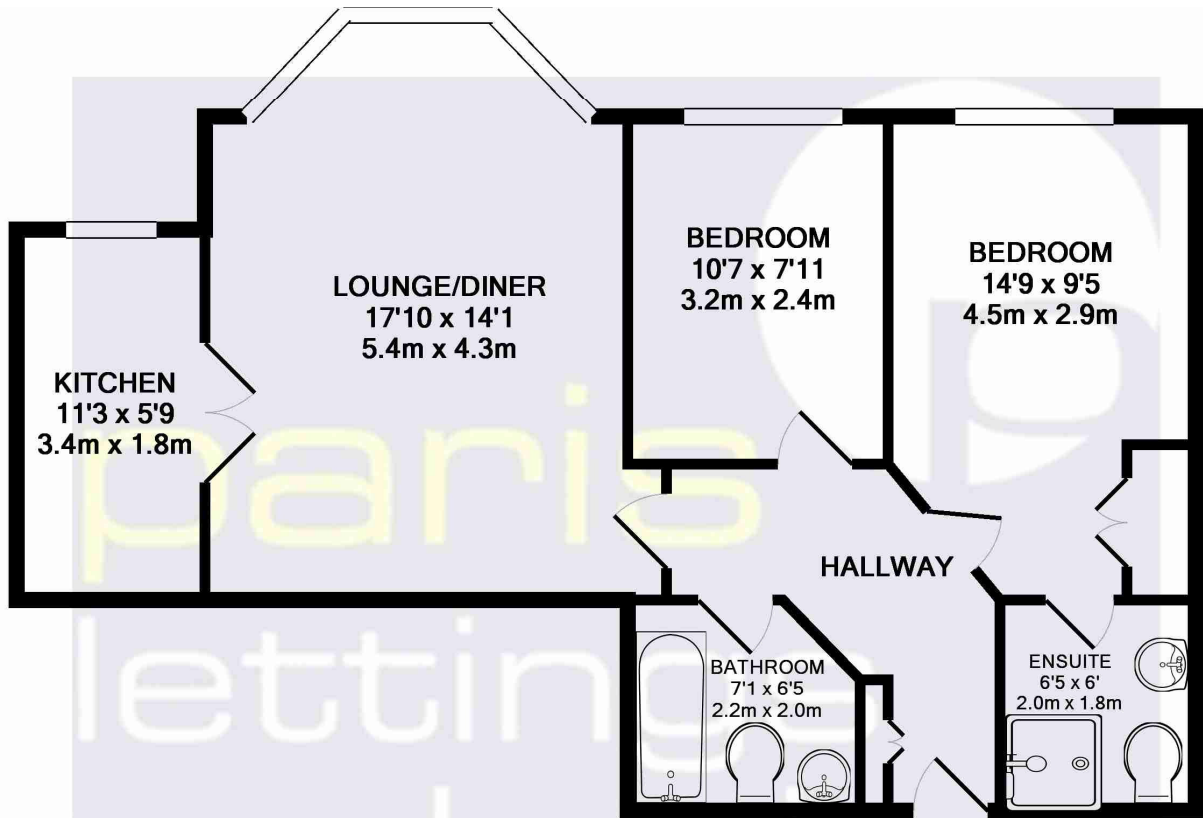 LOUNGE/DINER
17'10 x 14'1
5.4m x 4.3m
BEDROOM
10'7 x 7'11
3.2m x 2.4m
BEDROOM
14'9 x 9'5
4.5m x 2.9m
KITCHEN
11'3 x 5'9
3.4m x 1.8m
HALLWAY
BATHROOM
7'1 x 6'5
2.2m x 2.0m
ENSUITE
6'5 x 6'
2.0m x 1.8m
paris
lettings